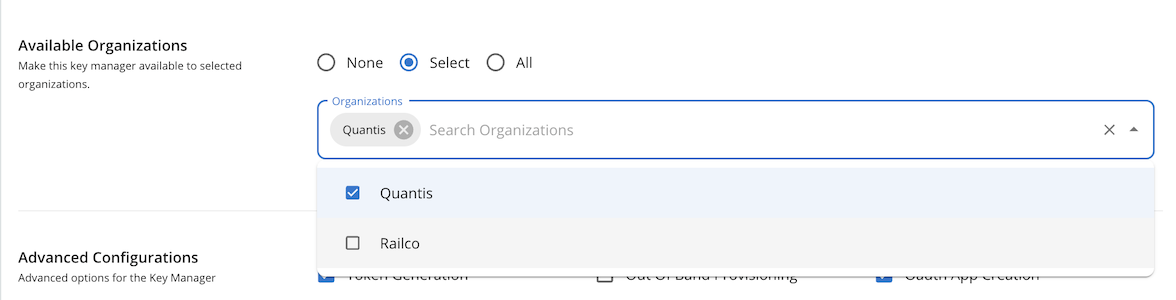 Available Organizations
Make this key manager available to selected
organizations.
None
Select
All
Organizations
Quantis
Search Organizations
Quantis
Railco
Advanced Configurations
Advanced options for the Key Manager
Token Generation
Out Of Band Provisioning
Oauth App Creation